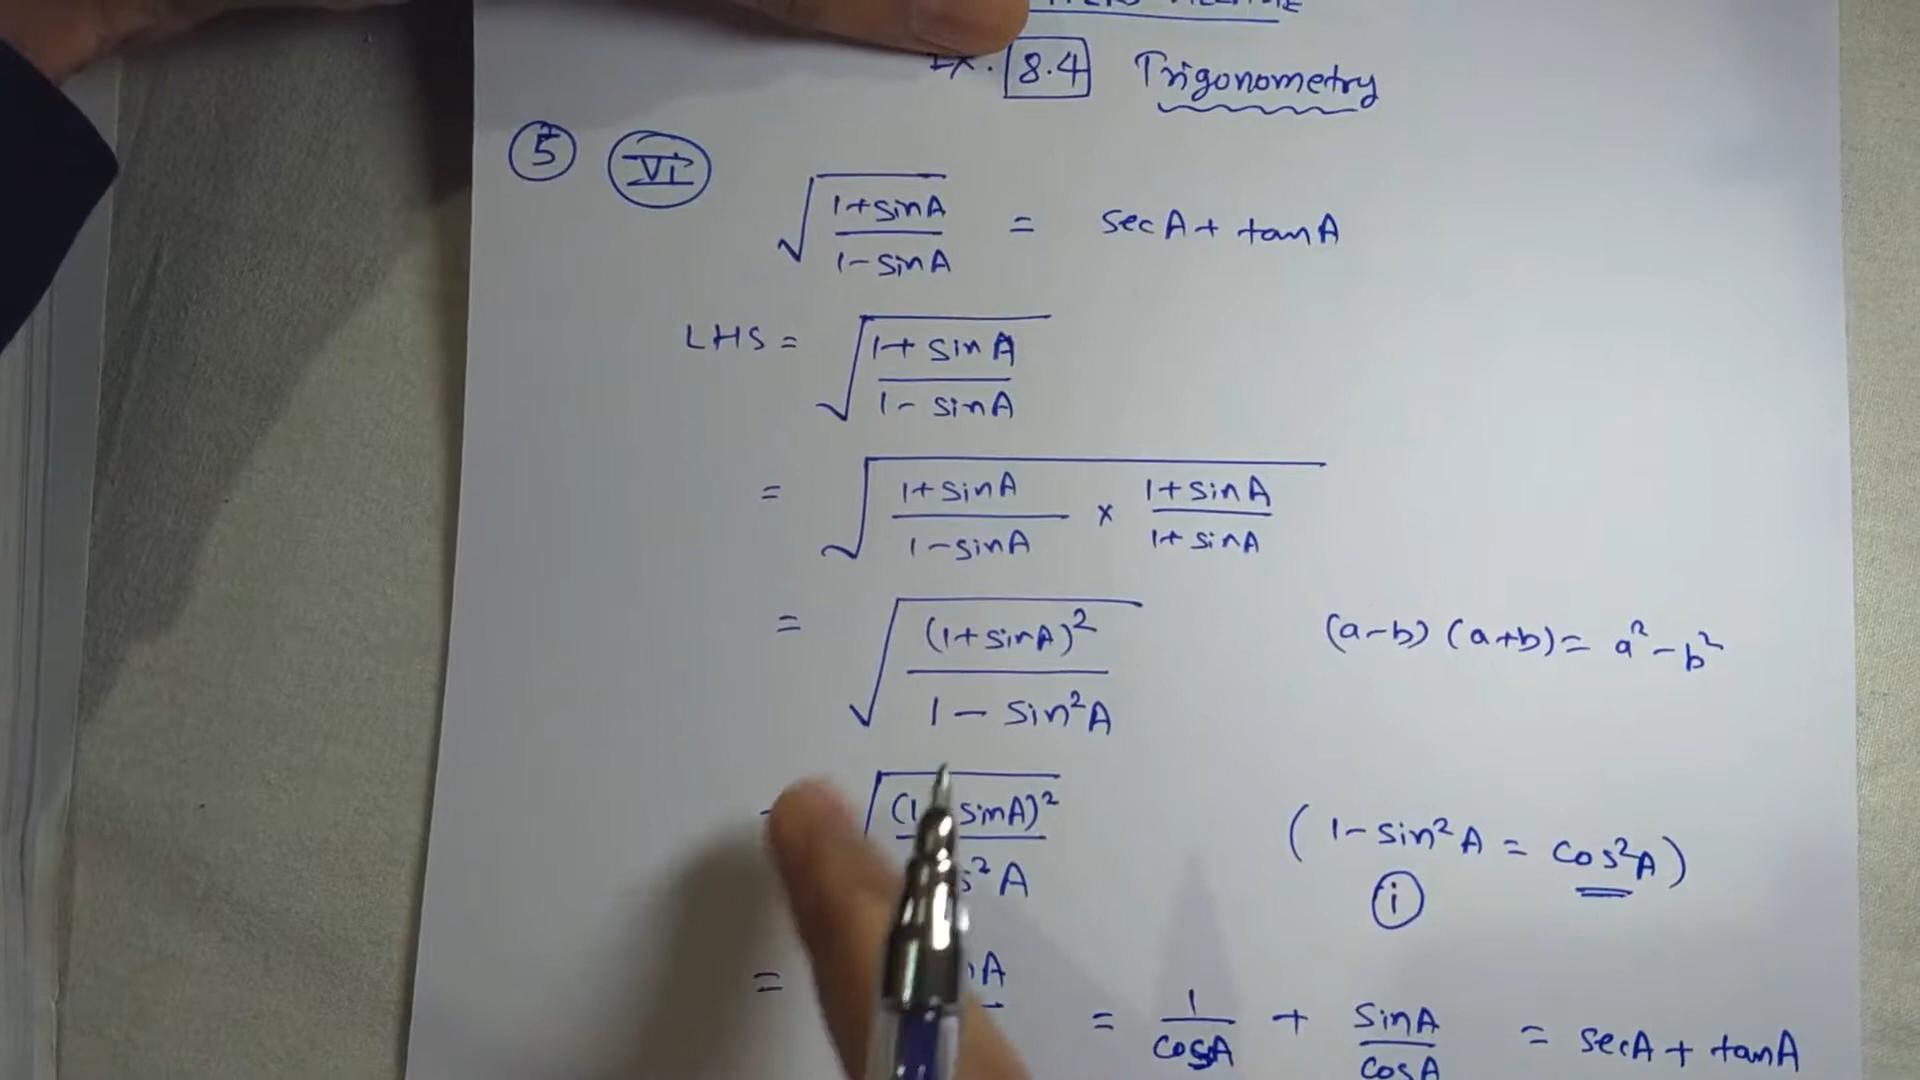 8.4 Trigonometry
5 VI
√(1+sinA / 1-sinA) = secA + tanA
LHS = √(1+ sinA / 1- sinA)
= √(1+sinA / 1-sinA × 1+sinA / 1+sinA)
= √((1+sinA)² / 1 - sin²A) (a-b) (a+b) = a² - b²
√((1 sinA)² / s²A) (1- sin²A = cos²A)
i
= A = 1/cosA + sinA/cosA = secA + tanA